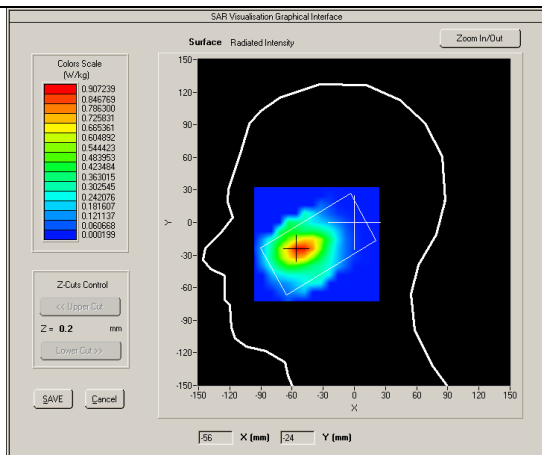 SAR Visualisation Graphical Interface
Surface Radiated Intensity
Zoom In/Out
Colors Scale
(W/kg)
0.907239
0.846769
0.786300
0.725831
0.665361
0.604892
0.544423
0.483953
0.423484
0.363015
0.302545
0.242076
0.181607
0.121137
0.060668
0.000199
Z-Cuts Control
<< Upper Cut
Z = 0.2 mm
Lower Cut >>
SAVE Cancel
150
120
90
60
30
0
-30
-60
-90
-120
-150
Y
-150 -120 -90 -60 -30 0 30 60 90 120 150
X
-56 X (mm) -24 Y (mm)